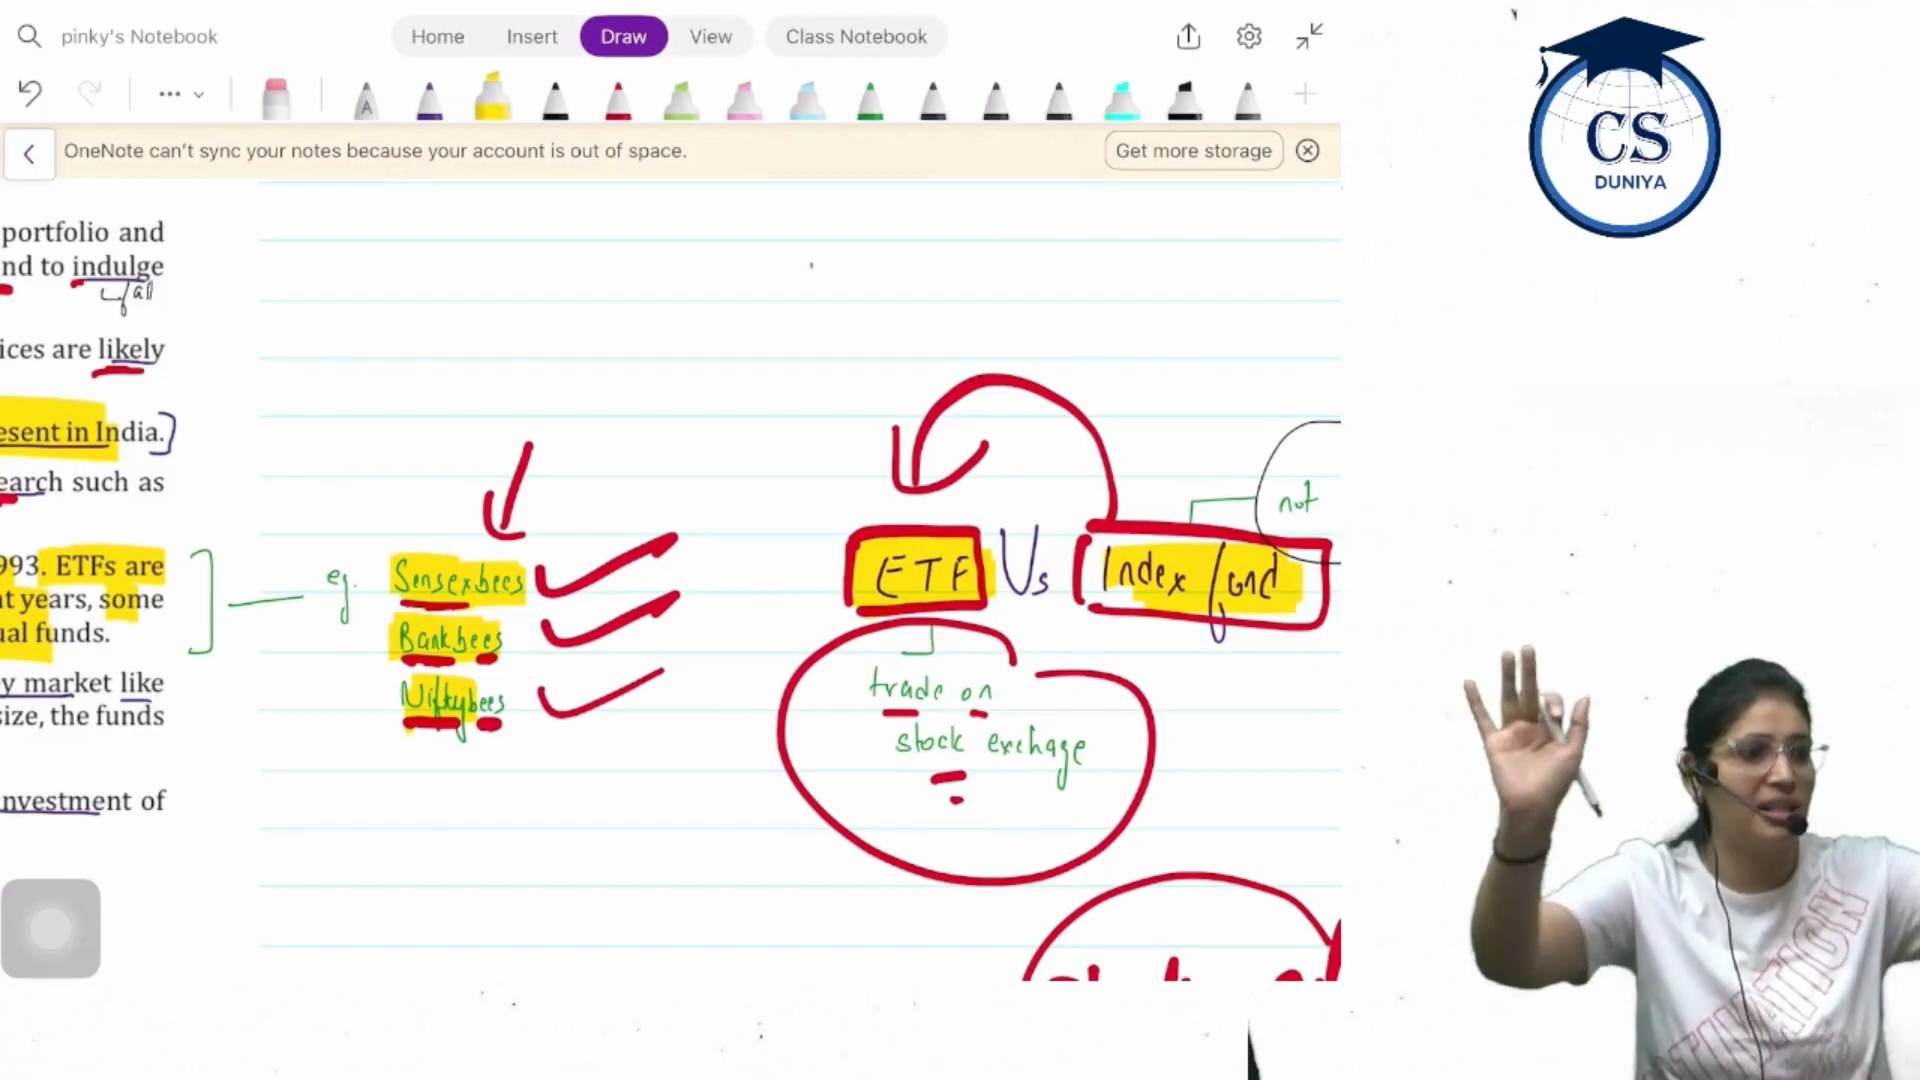 pinky's Notebook
Home Insert Draw View Class Notebook
A
OneNote can't sync your notes because your account is out of space.
Get more storage
CS
DUNIYA
portfolio and
nd to indulge
ices are likely
esent in India.
earch such as
993. ETFs are
at years, some
ual funds.
y market like
size, the funds
nvestment of
eg.
Sensexbees
Bankbees
Niftybees
ETF Vs Index fund
not
trade on
stock exchage